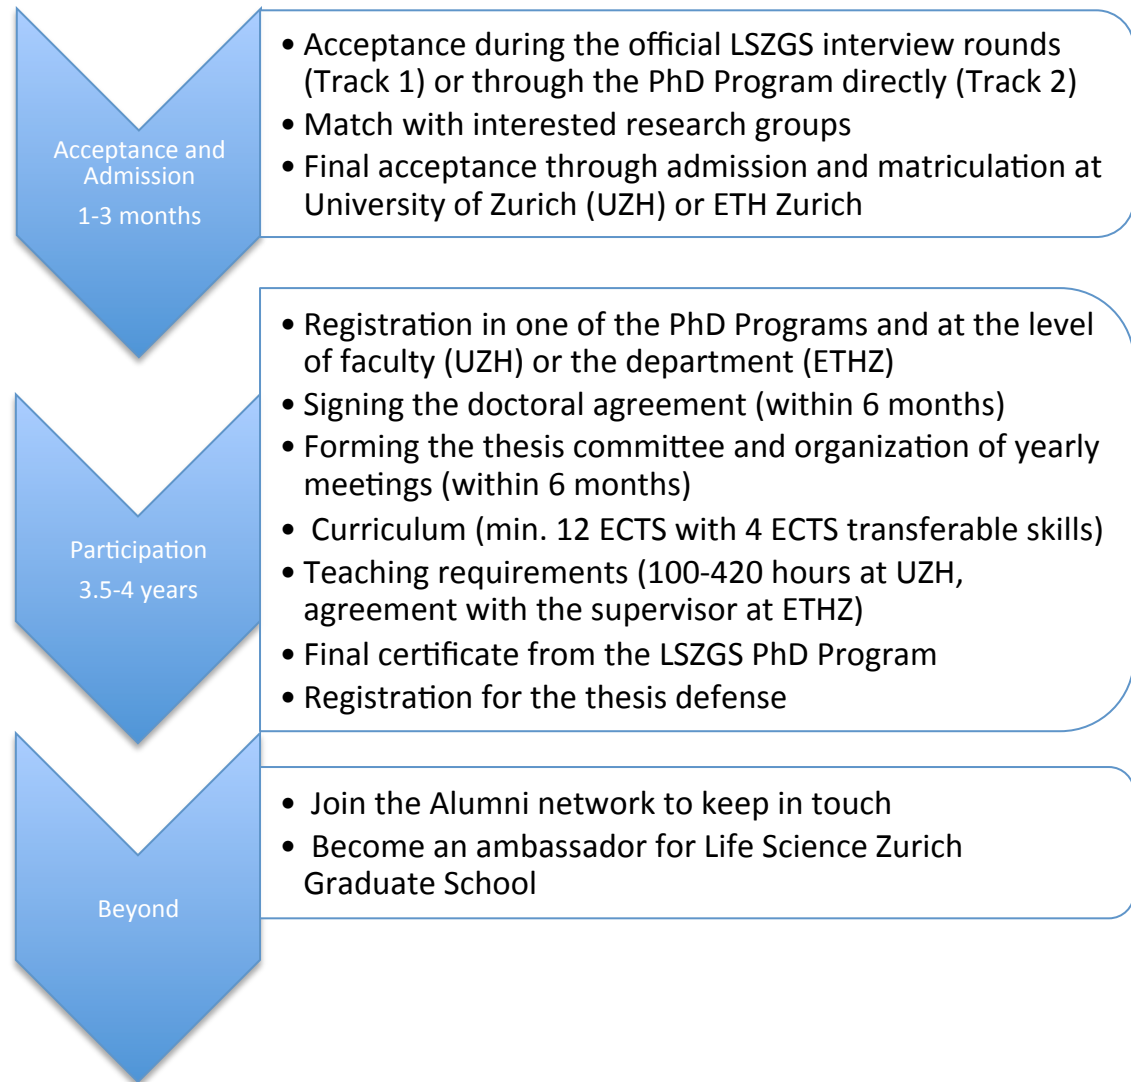 Acceptance and
Admission
1-3 months
• Acceptance during the official LSZGS interview rounds
(Track 1) or through the PhD Program directly (Track 2)
• Match with interested research groups
• Final acceptance through admission and matriculation at
University of Zurich (UZH) or ETH Zurich
Participation
3.5-4 years
• Registration in one of the PhD Programs and at the level
of faculty (UZH) or the department (ETHZ)
• Signing the doctoral agreement (within 6 months)
• Forming the thesis committee and organization of yearly
meetings (within 6 months)
• Curriculum (min. 12 ECTS with 4 ECTS transferable skills)
• Teaching requirements (100-420 hours at UZH,
agreement with the supervisor at ETHZ)
• Final certificate from the LSZGS PhD Program
• Registration for the thesis defense
Beyond
• Join the Alumni network to keep in touch
• Become an ambassador for Life Science Zurich
Graduate School